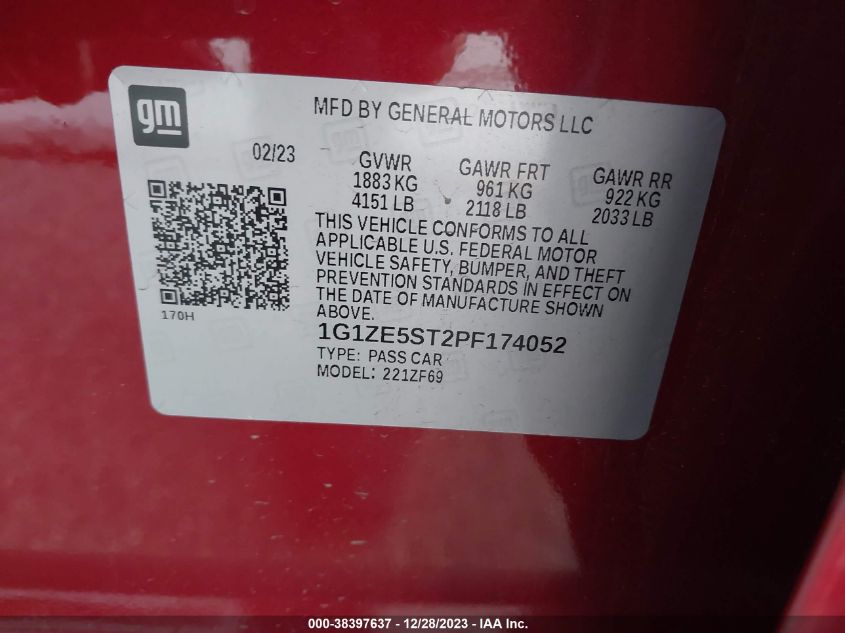 gm
MFD BY GENERAL MOTORS LLC
02/23
GVWR GAWR FRT GAWR RR
1883 KG 961 KG 922 KG
4151 LB 2118 LB 2033 LB
THIS VEHICLE CONFORMS TO ALL
APPLICABLE U.S. FEDERAL MOTOR
VEHICLE SAFETY, BUMPER, AND THEFT
PREVENTION STANDARDS IN EFFECT ON
THE DATE OF MANUFACTURE SHOWN
ABOVE.
170H
1G1ZE5ST2PF174052
TYPE: PASS CAR
MODEL: 221ZF69
000-38397637 - 12/28/2023 - IAA Inc.